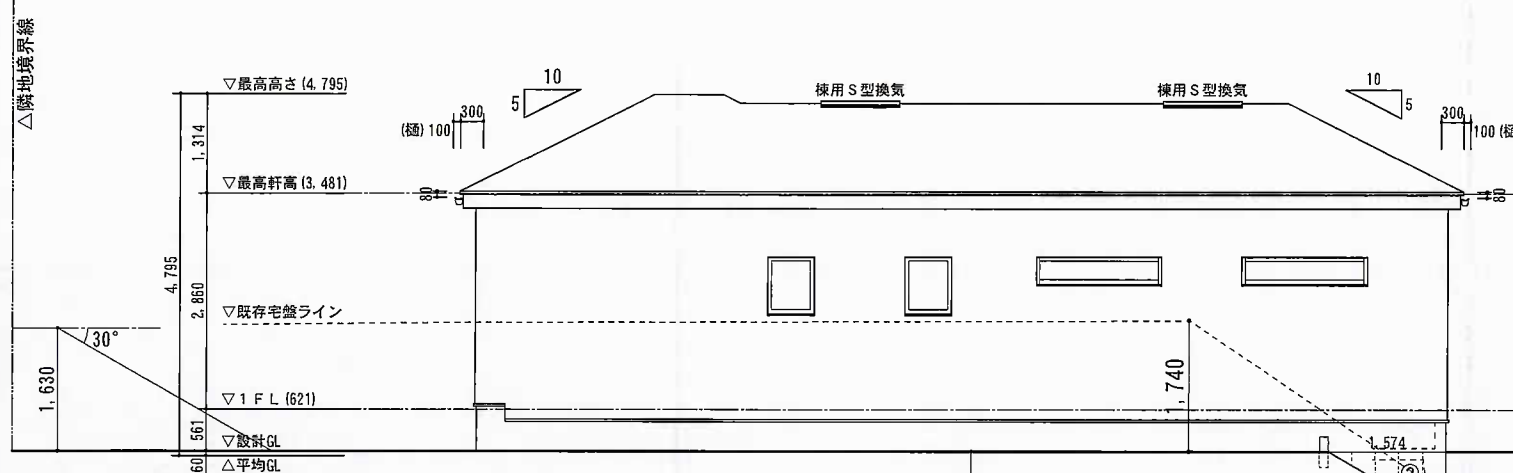 △隣地境界線
▽最高高さ(4,795)
10
5
棟用S型換気
棟用S型換気
10
5
(樋)100
300
300
100(樋
1,314
▽最高軒高(3,481)
80
80
4,795
2,860
▽既存宅盤ライン
30°
1,630
1,740
▽1FL(621)
561
▽設計GL
574
60
△平均GL